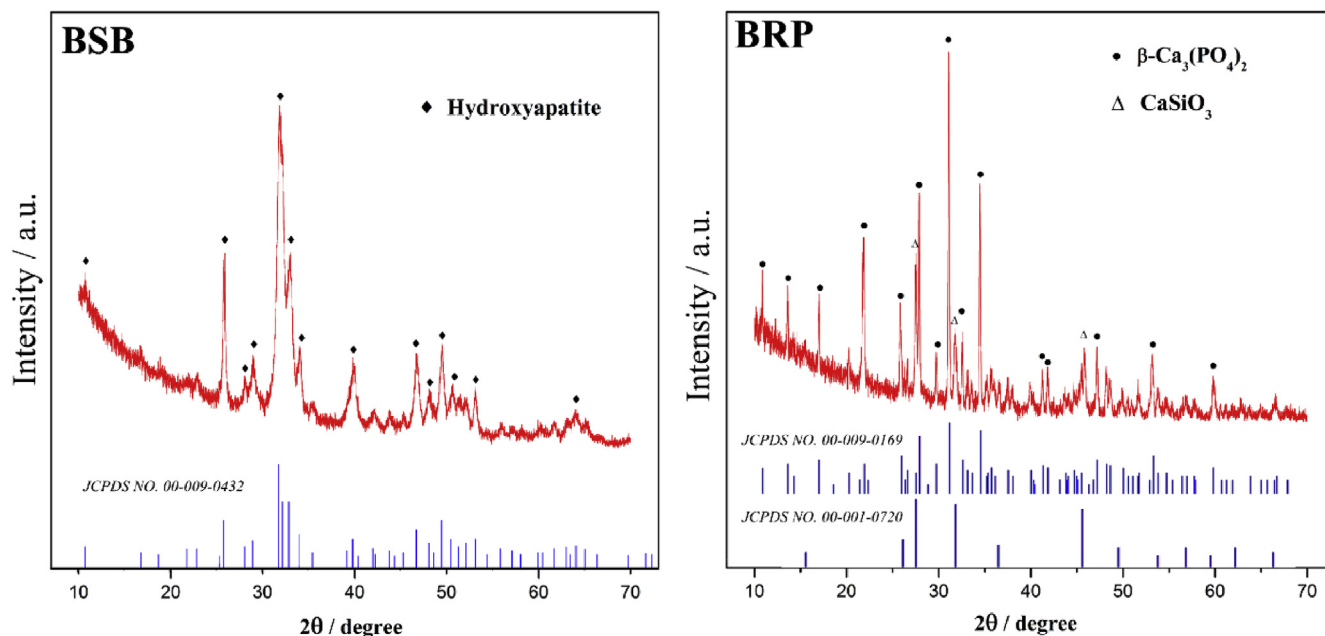 BSB
◆ Hydroxyapatite
Intensity / a.u.
JCPDS NO. 00-009-0432
10 20 30 40 50 60 70
2θ / degree
BRP
● β-Ca₃(PO₄)₂
Δ CaSiO₃
Intensity / a.u.
Δ
Δ
Δ
JCPDS NO. 00-009-0169
JCPDS NO. 00-001-0720
10 20 30 40 50 60 70
2θ / degree